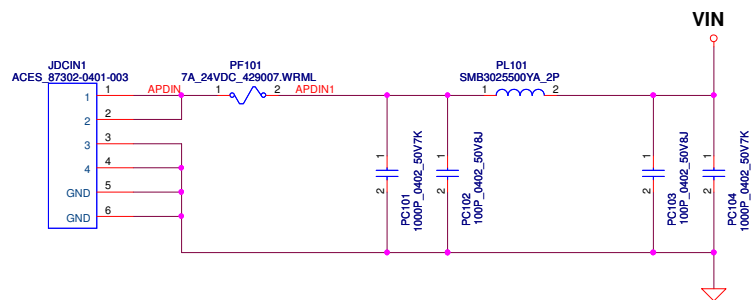 VIN
JDCIN1
ACES_87302-0401-003
PF101
7A_24VDC_429007.WRML
PL101
SMB3025500YA_2P
1 1 APDIN 1 2 APDIN1 1 2
2 2
3 3
4 4
GND 5
GND 6
1 2 PC101 1000P_0402_50V7K
1 2 PC102 100P_0402_50V8J
1 2 PC103 100P_0402_50V8J
1 2 PC104 1000P_0402_50V7K